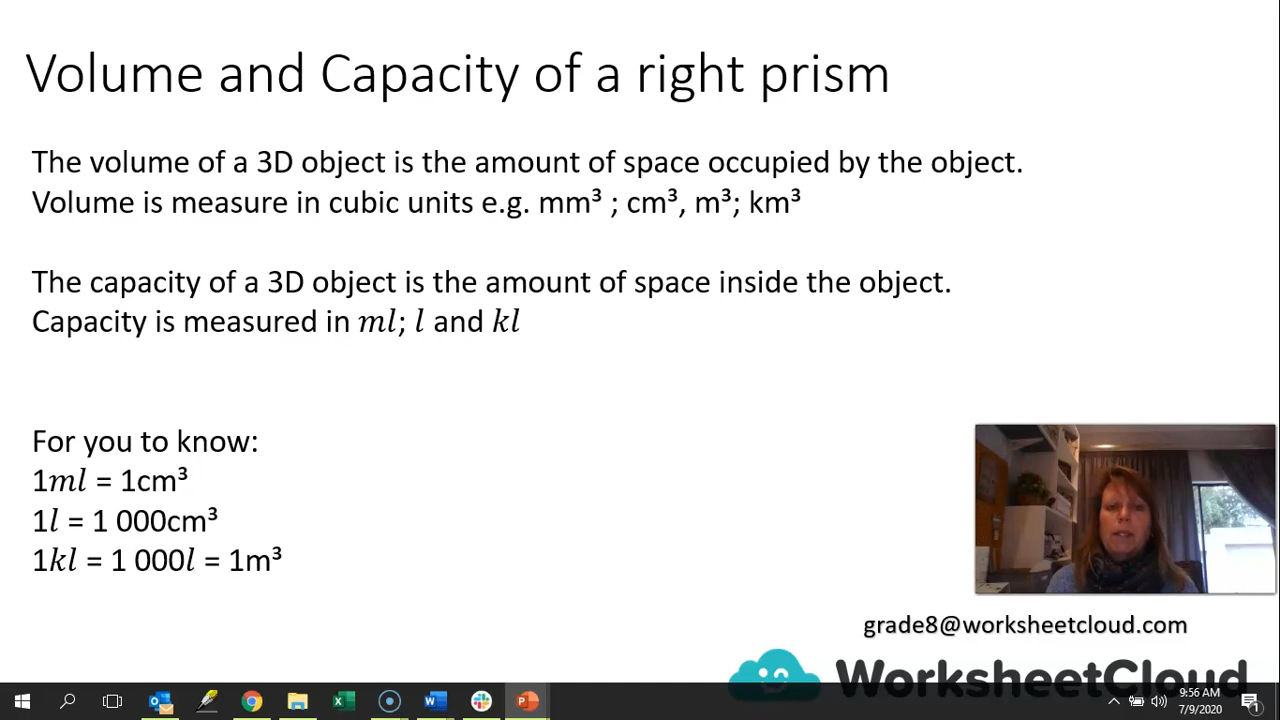 Volume and Capacity of a right prism
The volume of a 3D object is the amount of space occupied by the object.
Volume is measure in cubic units e.g. mm³ ; cm³, m³; km³
The capacity of a 3D object is the amount of space inside the object.
Capacity is measured in ml; l and kl
For you to know:
1ml = 1cm³
1l = 1 000cm³
1kl = 1 000l = 1m³
grade8@worksheetcloud.com
WorksheetCloud
9:56 AM
7/9/2020